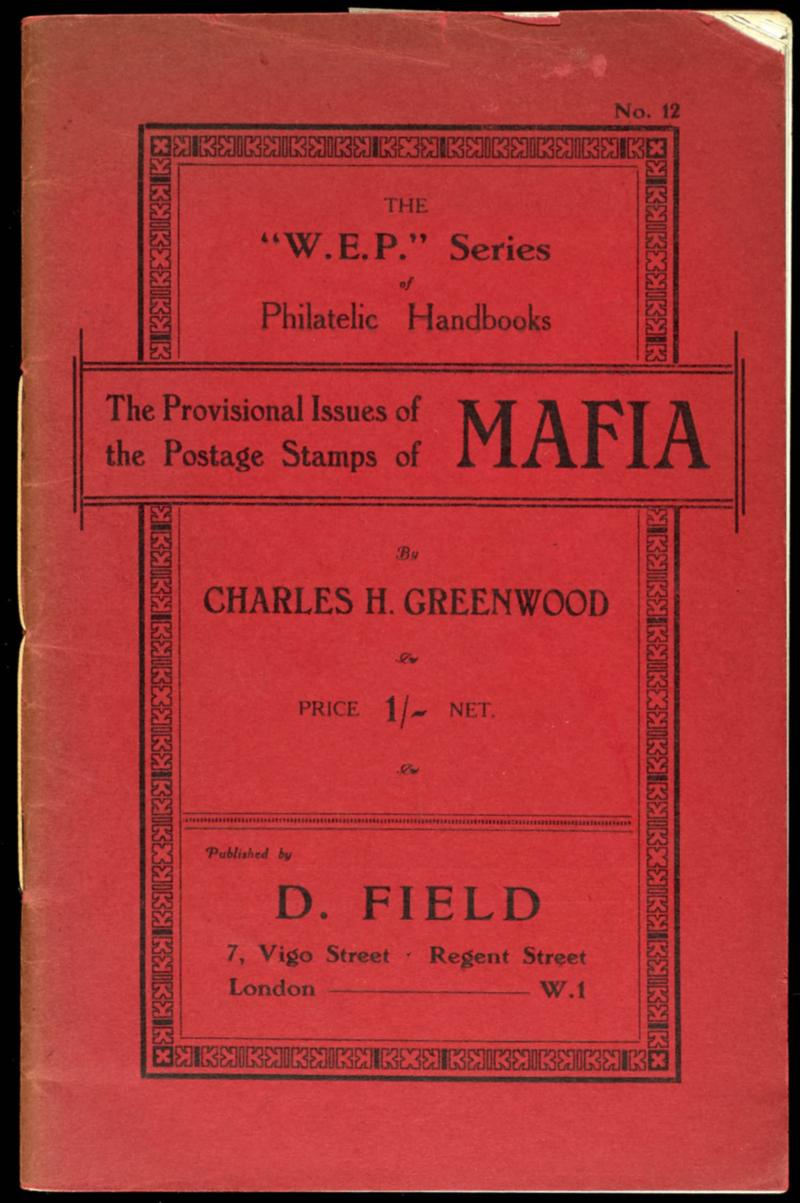 No. 12
THE
"W.E.P." Series
of
Philatelic Handbooks
The Provisional Issues of
the Postage Stamps of MAFIA
By
CHARLES H. GREENWOOD
PRICE 1/- NET.
Published by
D. FIELD
7, Vigo Street · Regent Street
London — W.1